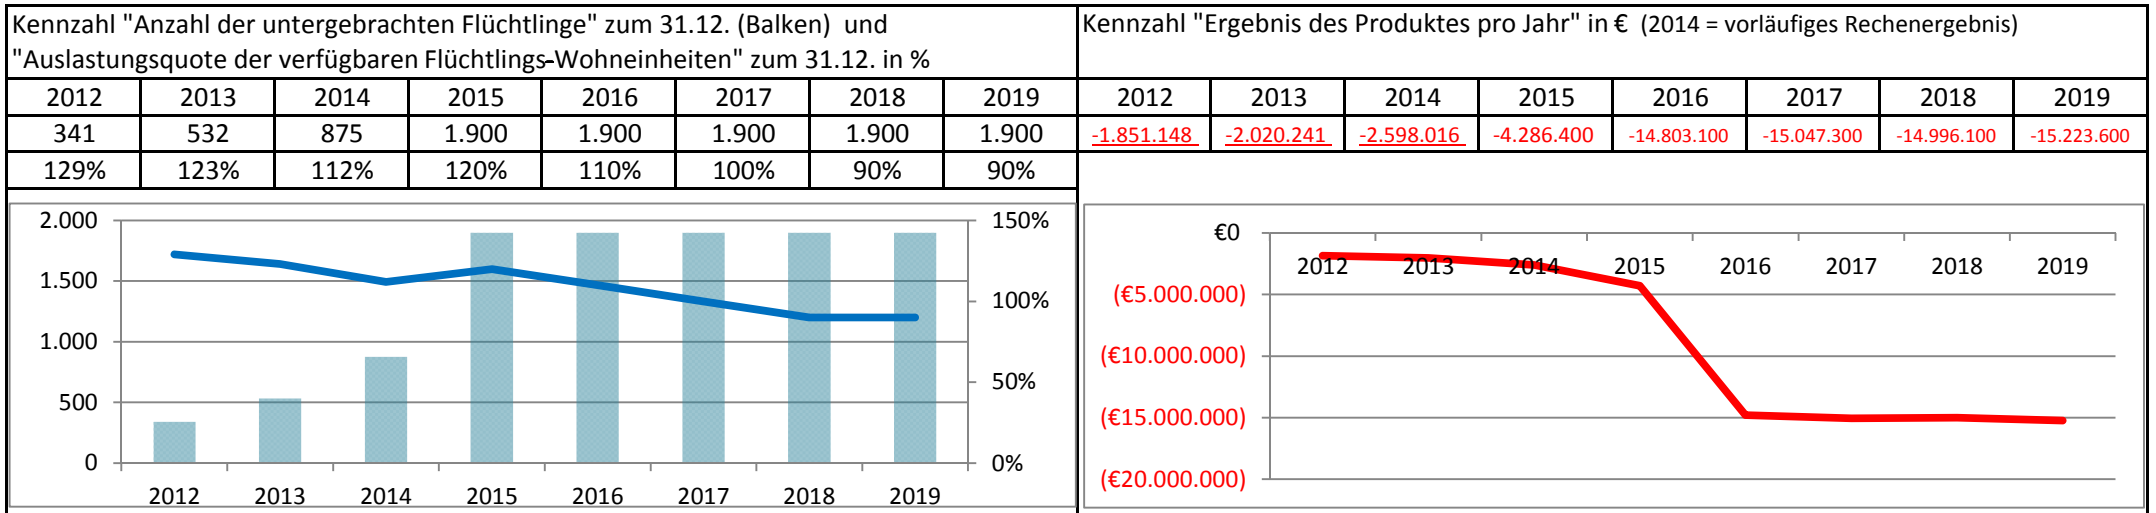 Kennzahl "Anzahl der untergebrachten Flüchtlinge" zum 31.12. (Balken)  und
"Auslastungsquote der verfügbaren Flüchtlings-Wohneinheiten" zum 31.12. in %
2012 2013 2014 2015 2016 2017 2018 2019
341 532 875 1.900 1.900 1.900 1.900 1.900
129% 123% 112% 120% 110% 100% 90% 90%
2.000
1.500
1.000
500
0
150%
100%
50%
0%
2012 2013 2014 2015 2016 2017 2018 2019
Kennzahl "Ergebnis des Produktes pro Jahr" in €  (2014 = vorläufiges Rechenergebnis)
2012 2013 2014 2015 2016 2017 2018 2019
-1.851.148 -2.020.241 -2.598.016 -4.286.400 -14.803.100 -15.047.300 -14.996.100 -15.223.600
€0
(€5.000.000)
(€10.000.000)
(€15.000.000)
(€20.000.000)
2012 2013 2014 2015 2016 2017 2018 2019